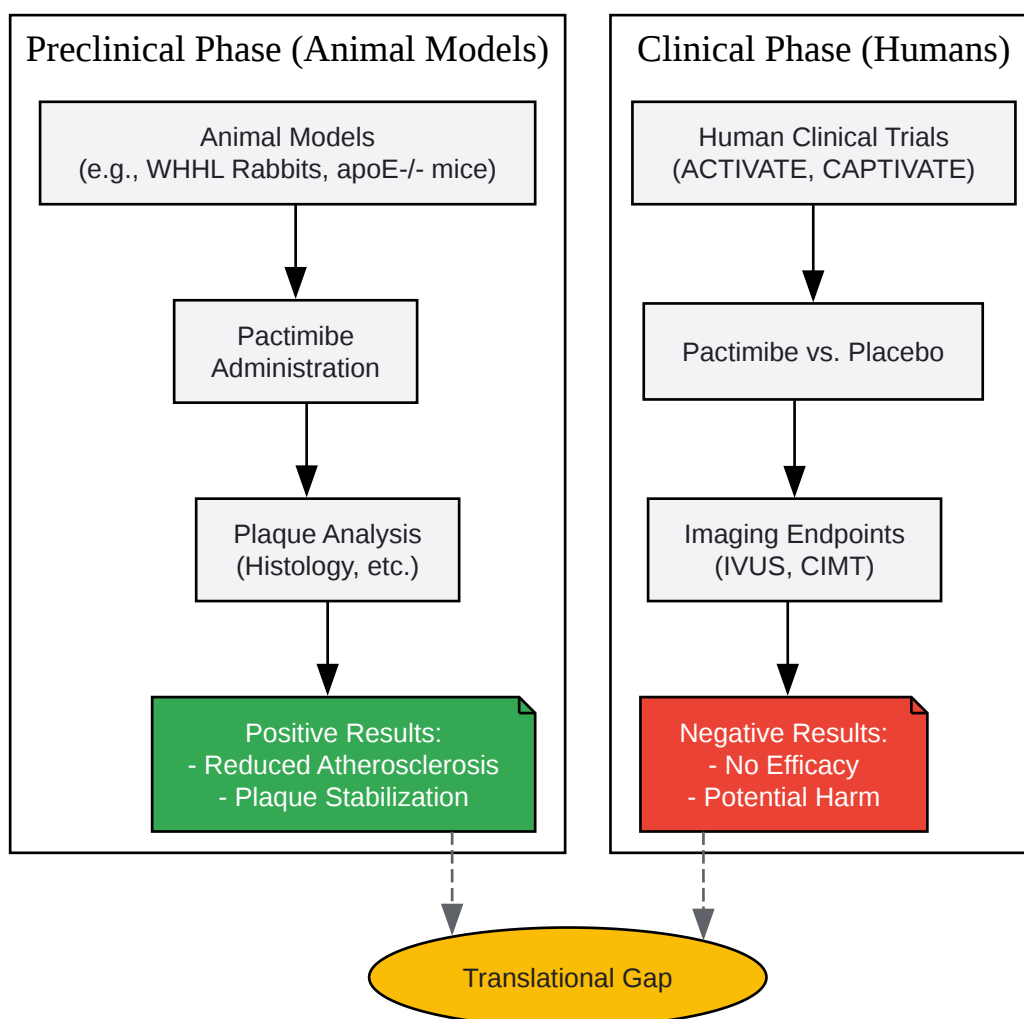 Preclinical Phase (Animal Models)
Animal Models
(e.g., WHHL Rabbits, apoE-/- mice)
Pactimibe
Administration
Plaque Analysis
(Histology, etc.)
Positive Results:
- Reduced Atherosclerosis
- Plaque Stabilization
Clinical Phase (Humans)
Human Clinical Trials
(ACTIVATE, CAPTIVATE)
Pactimibe vs. Placebo
Imaging Endpoints
(IVUS, CIMT)
Negative Results:
- No Efficacy
- Potential Harm
Translational Gap